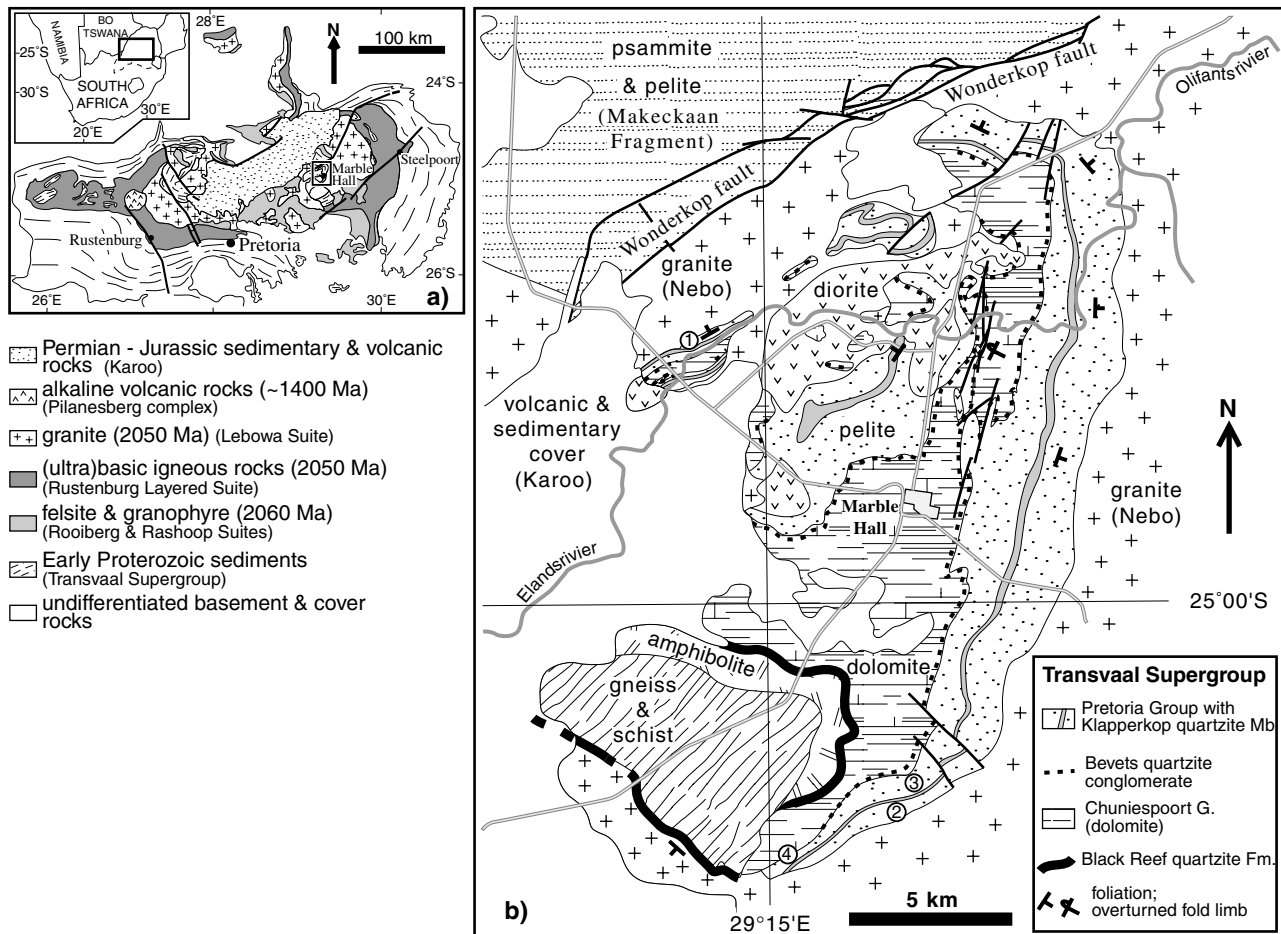 BO
TSWANA
NAMIBIA
25°S
30°S
SOUTH
AFRICA
20°E
30°E
28°E
N
100 km
24°S
Steelpoort
Marble
Hall
Rustenburg
Pretoria
26°S
26°E
30°E
a)
Permian - Jurassic sedimentary & volcanic
rocks (Karoo)
alkaline volcanic rocks (~1400 Ma)
(Pilanesberg complex)
granite (2050 Ma) (Lebowa Suite)
(ultra)basic igneous rocks (2050 Ma)
(Rustenburg Layered Suite)
felsite & granophyre (2060 Ma)
(Rooiberg & Rashoop Suites)
Early Proterozoic sediments
(Transvaal Supergroup)
undifferentiated basement & cover
rocks
psammite
& pelite
(Makeckaan
Fragment)
Wonderkop fault
Olifantsrivier
Wonderkop fault
granite
(Nebo)
diorite
1
volcanic &
sedimentary
cover
(Karoo)
pelite
N
Marble
Hall
granite
(Nebo)
Elandsrivier
25°00'S
amphibolite
dolomite
gneiss
&
schist
3
2
4
5 km
29°15'E
b)
Transvaal Supergroup
Pretoria Group with
Klapperkop quartzite Mb.
Bevets quartzite
conglomerate
Chuniespoort G.
(dolomite)
Black Reef quartzite Fm.
foliation;
overturned fold limb